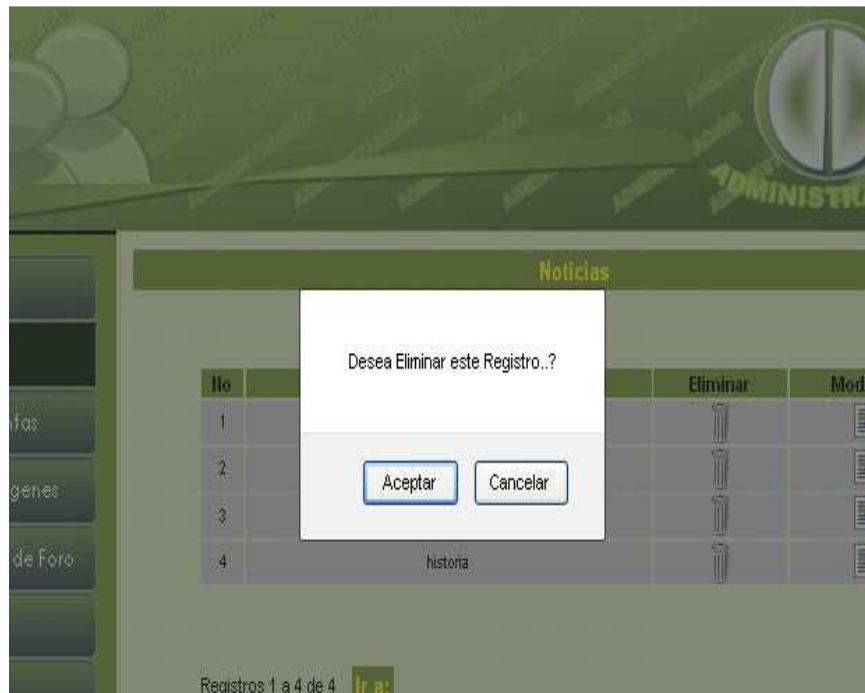 ADMINISTRA
Noticias
Desea Eliminar este Registro..?
No Eliminar Mod
1
ntas
2
Aceptar Cancelar
genes
3
de Foro
4 historia
Registros 1 a 4 de 4 Ir a: